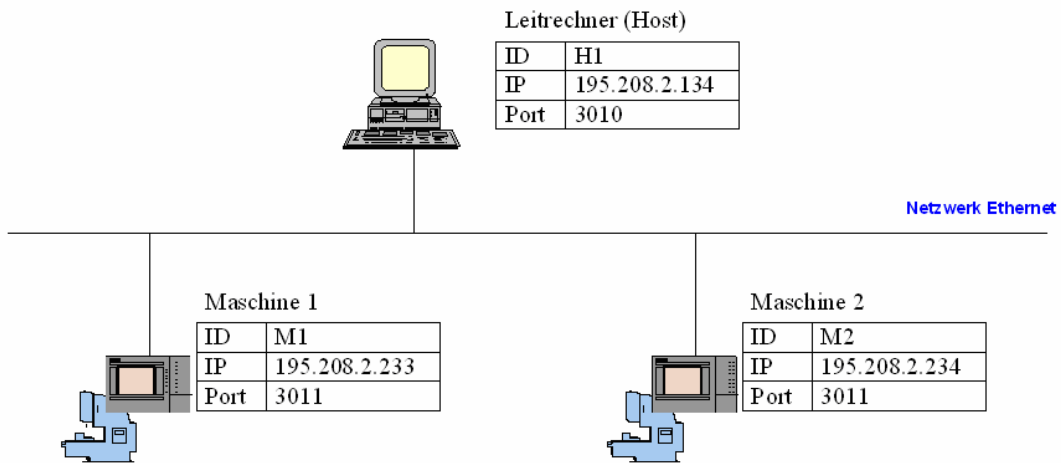 Leitrechner (Host)
ID H1
IP 195.208.2.134
Port 3010
Netzwerk Ethernet
Maschine 1
ID M1
IP 195.208.2.233
Port 3011
Maschine 2
ID M2
IP 195.208.2.234
Port 3011